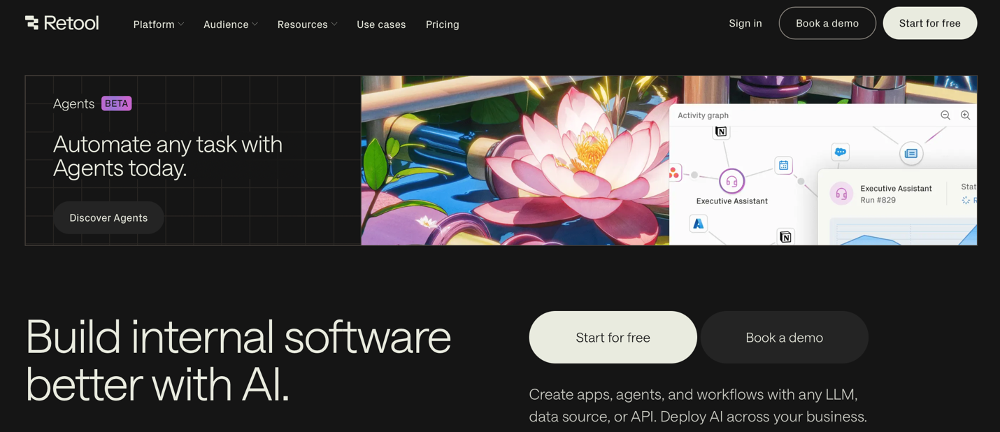 Retool
Platform
Audience
Resources
Use cases
Pricing
Sign in
Book a demo
Start for free
Agents BETA
Automate any task with
Agents today.
Discover Agents
Activity graph
Executive Assistant
Executive Assistant
Run #829
Build internal software
better with AI.
Start for free
Book a demo
Create apps, agents, and workflows with any LLM,
data source, or API. Deploy AI across your business.